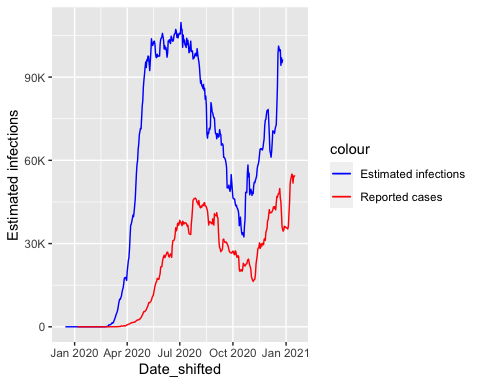 Estimated infections
90K
60K
30K
0
Jan 2020
Apr 2020
Jul 2020
Oct 2020
Jan 2021
Date_shifted
colour
Estimated infections
Reported cases